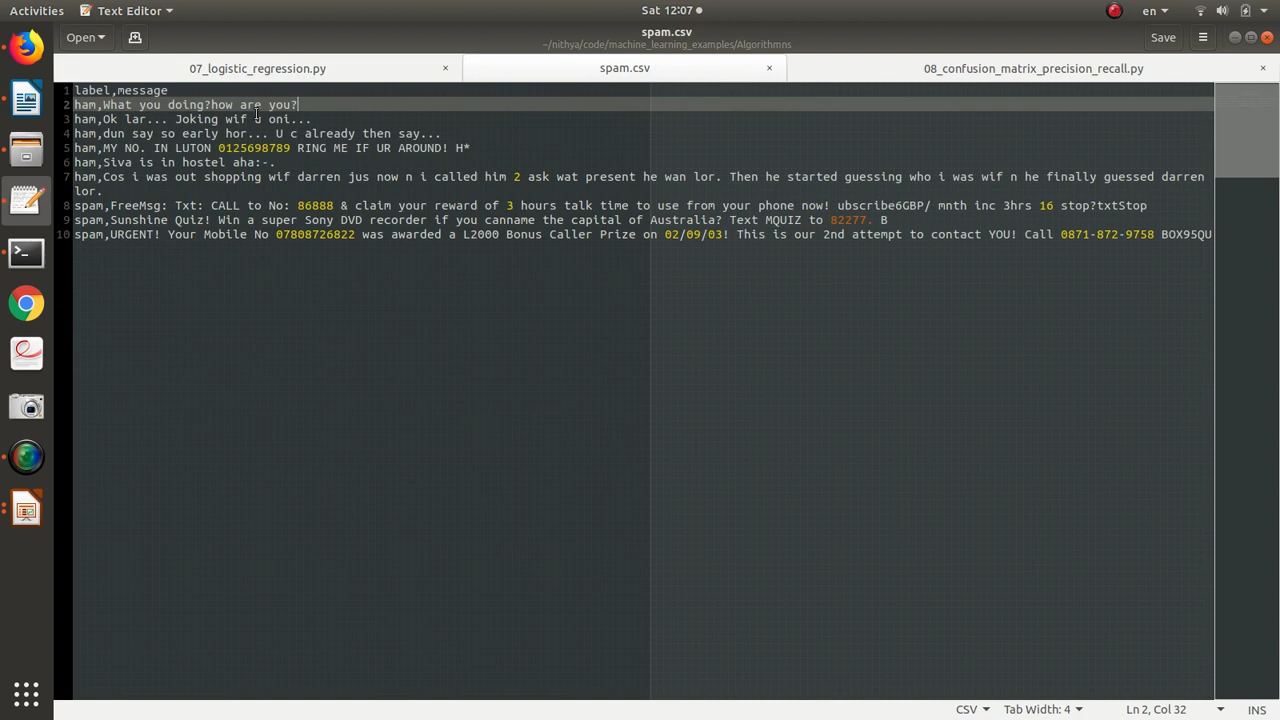 Activities
Text Editor
Sat 12:07
en
Open
spam.csv
~/nithya/code/machine_learning_examples/Algorithmns
Save
07_logistic_regression.py
spam.csv
08_confusion_matrix_precision_recall.py
1 label,message
2 ham,What you doing?how are you?
3 ham,Ok lar... Joking wif u oni...
4 ham,dun say so early hor... U c already then say...
5 ham,MY NO. IN LUTON 0125698789 RING ME IF UR AROUND! H*
6 ham,Siva is in hostel aha:-.
7 ham,Cos i was out shopping wif darren jus now n i called him 2 ask wat present he wan lor. Then he started guessing who i was wif n he finally guessed darren
lor.
8 spam,FreeMsg: Txt: CALL to No: 86888 & claim your reward of 3 hours talk time to use from your phone now! ubscribe6GBP/ mnth inc 3hrs 16 stop?txtStop
9 spam,Sunshine Quiz! Win a super Sony DVD recorder if you canname the capital of Australia? Text MQUIZ to 82277. B
10 spam,URGENT! Your Mobile No 07808726822 was awarded a L2000 Bonus Caller Prize on 02/09/03! This is our 2nd attempt to contact YOU! Call 0871-872-9758 BOX95QU
CSV
Tab Width: 4
Ln 2, Col 32
INS